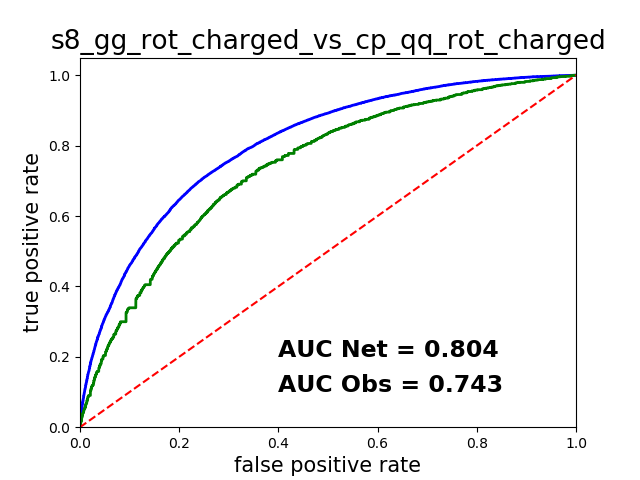 s8_gg_rot_charged_vs_cp_qq_rot_charged
true positive rate
1.0
0.8
0.6
0.4
0.2
0.0
AUC Net = 0.804
AUC Obs = 0.743
0.0 0.2 0.4 0.6 0.8 1.0
false positive rate